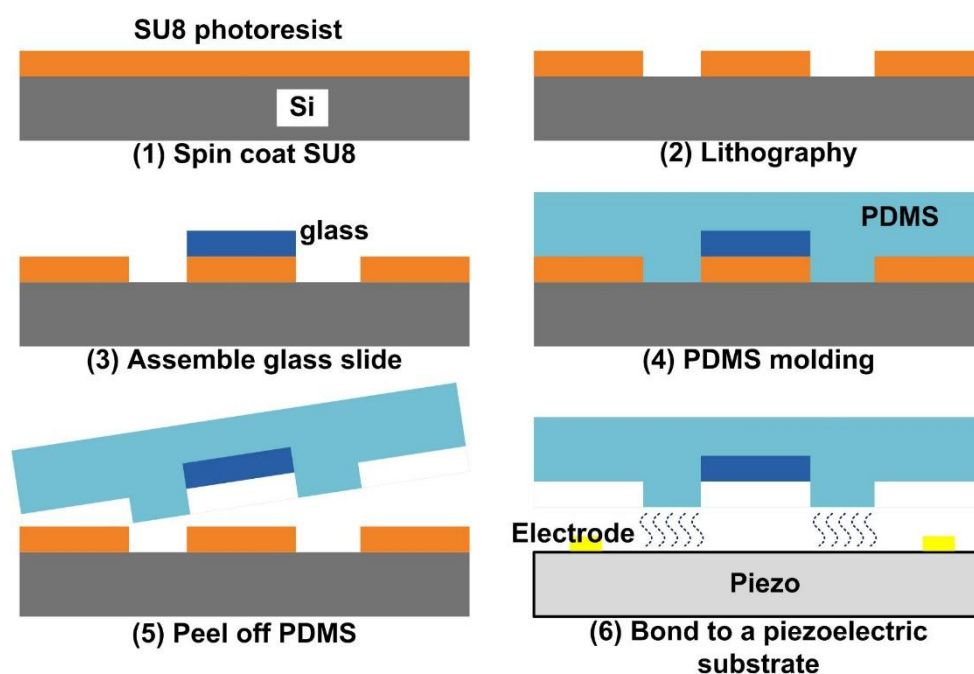 SU8 photoresist
Si
(1) Spin coat SU8
(2) Lithography
glass
(3) Assemble glass slide
PDMS
(4) PDMS molding
(5) Peel off PDMS
Electrode
Piezo
(6) Bond to a piezoelectric
substrate